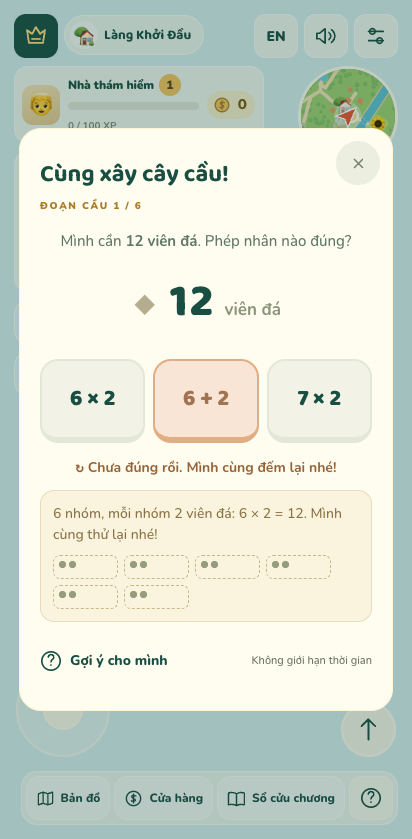 Làng Khởi Đầu
EN
Nhà thám hiểm 1
0
0 / 100 XP
Cùng xây cây cầu!
×
ĐOẠN CẦU 1 / 6
Mình cần 12 viên đá. Phép nhân nào đúng?
12 viên đá
6 × 2
6 + 2
7 × 2
↻ Chưa đúng rồi. Mình cùng đếm lại nhé!
6 nhóm, mỗi nhóm 2 viên đá: 6 × 2 = 12. Mình
cùng thử lại nhé!
? Gợi ý cho mình
Không giới hạn thời gian
Bản đồ
$ Cửa hàng
Sổ cửu chương
?